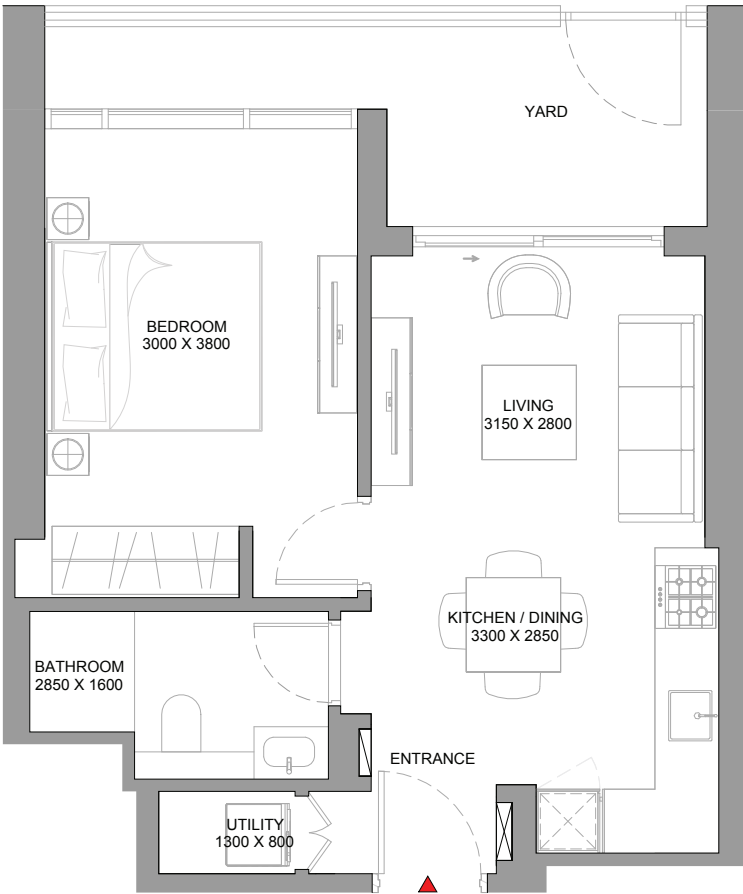 YARD
BEDROOM
3000 X 3800
LIVING
3150 X 2800
KITCHEN / DINING
3300 X 2850
BATHROOM
2850 X 1600
ENTRANCE
UTILITY
1300 X 800